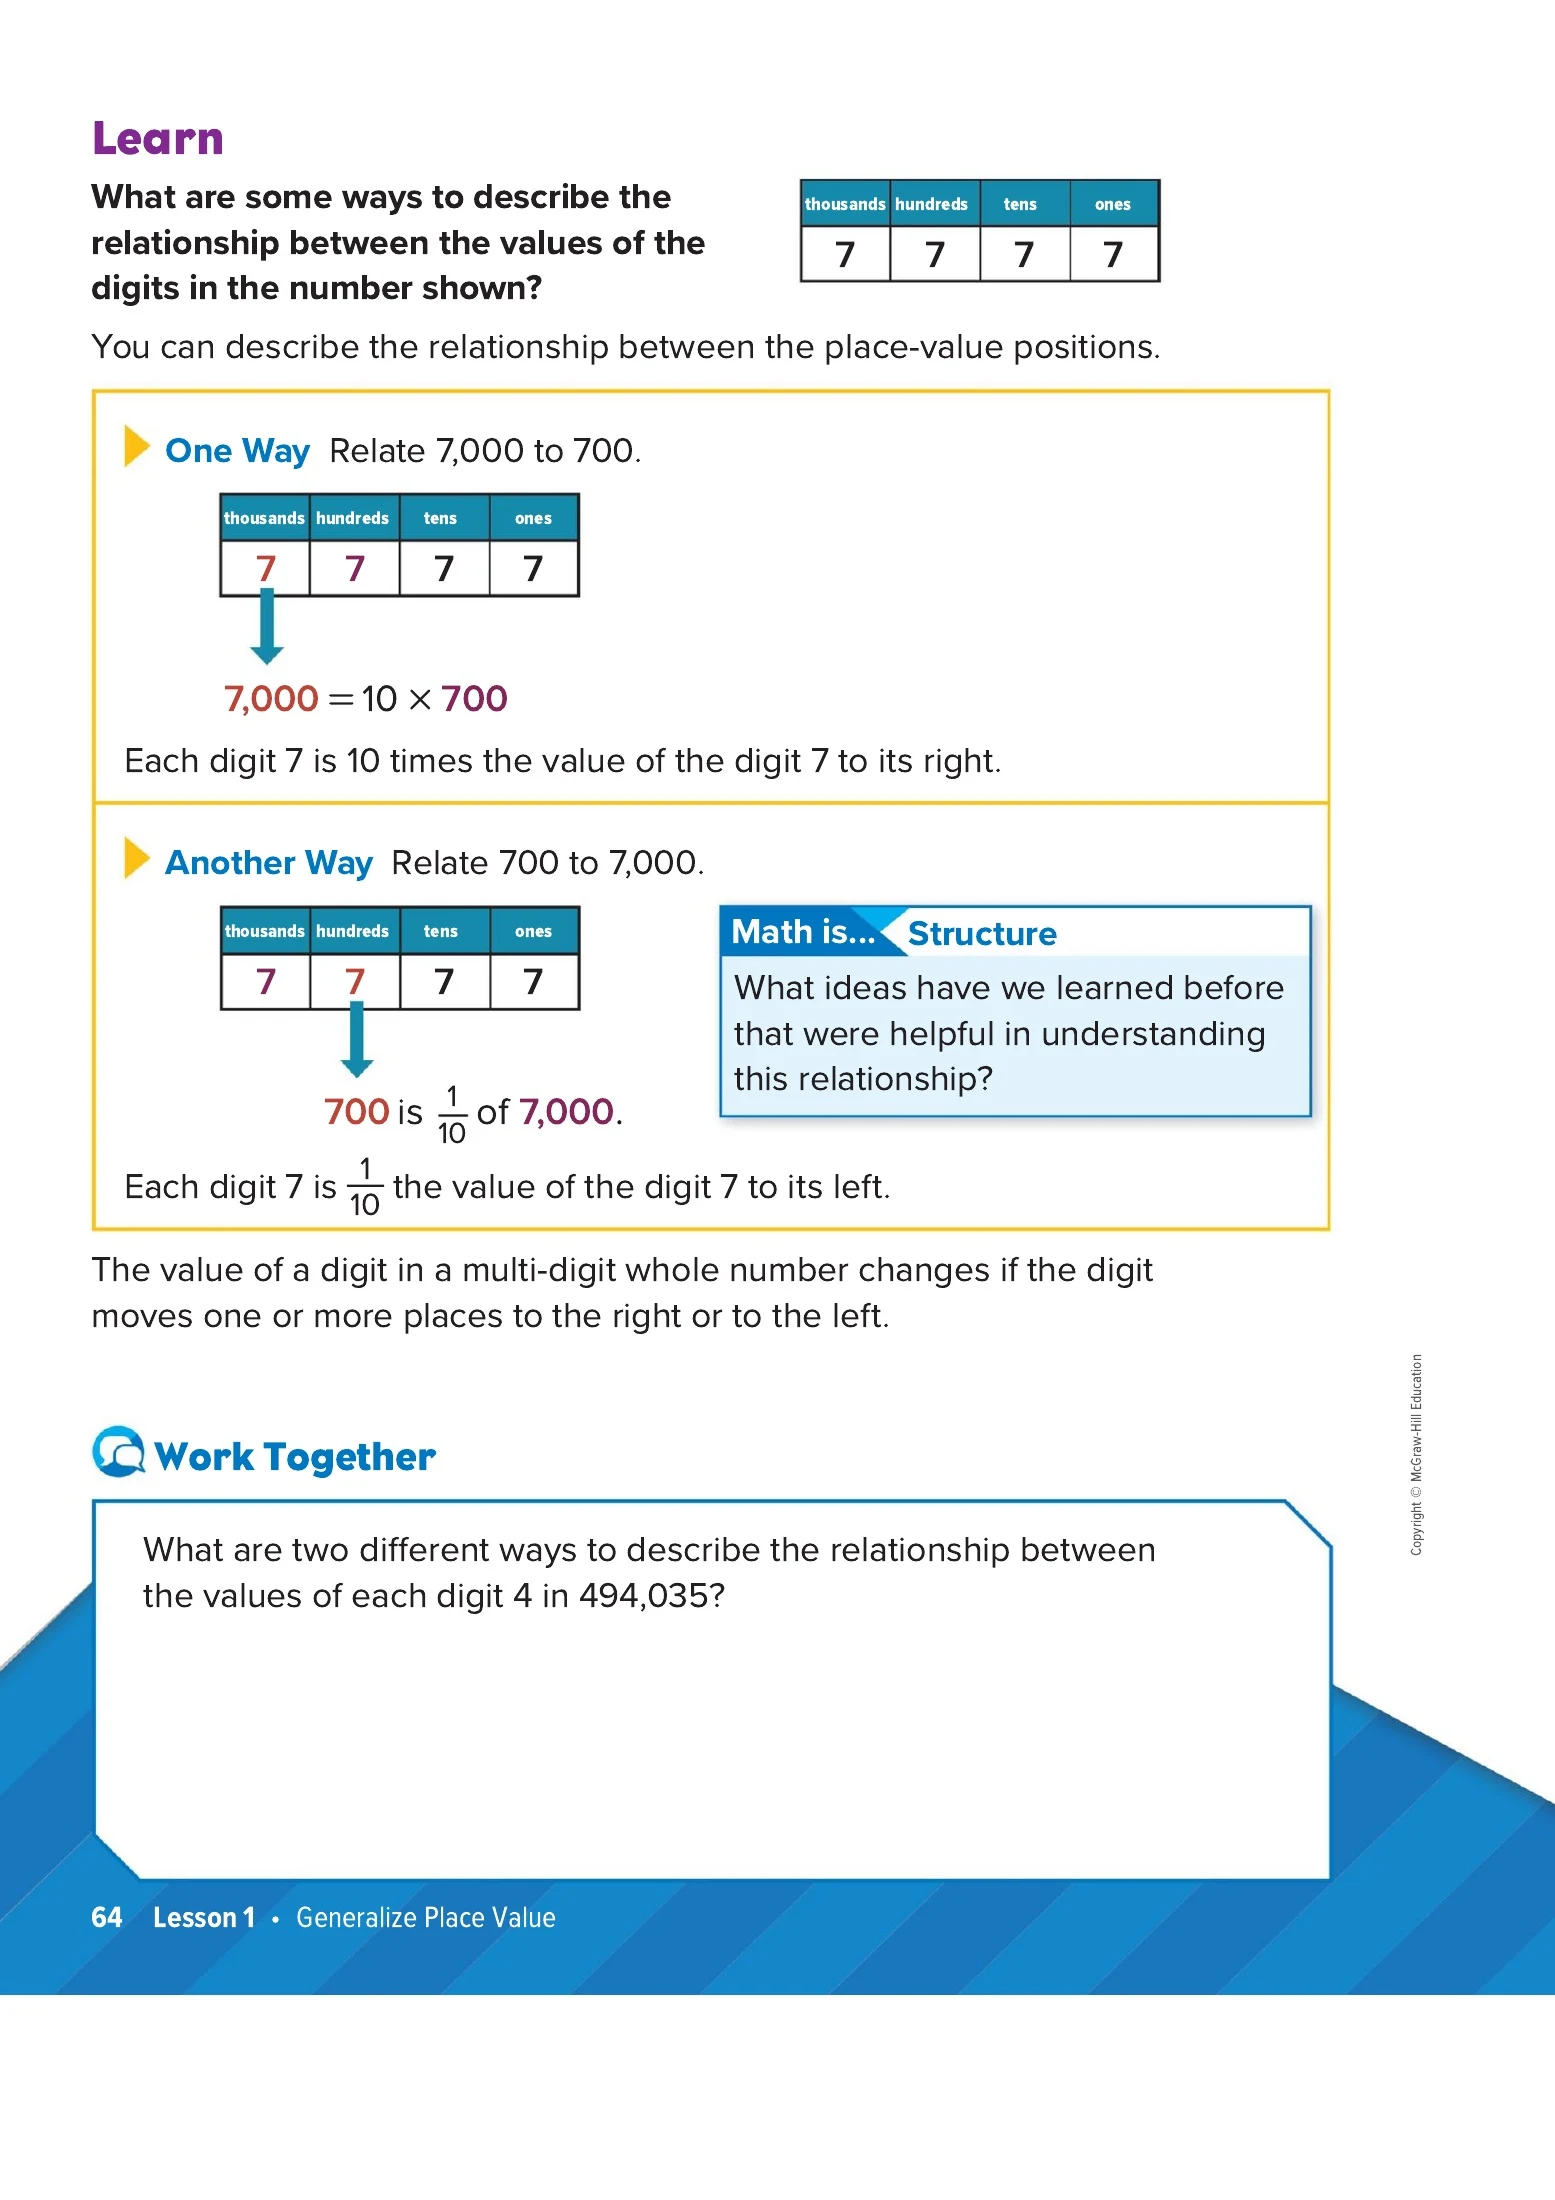 Learn
What are some ways to describe the
relationship between the values of the
digits in the number shown?
thousands hundreds tens ones
7 7 7 7
You can describe the relationship between the place-value positions.
One Way Relate 7,000 to 700.
thousands hundreds tens ones
7 7 7 7
7,000 = 10 × 700
Each digit 7 is 10 times the value of the digit 7 to its right.
Another Way Relate 700 to 7,000.
thousands hundreds tens ones
7 7 7 7
700 is 1/10 of 7,000.
Each digit 7 is 1/10 the value of the digit 7 to its left.
Math is... Structure
What ideas have we learned before
that were helpful in understanding
this relationship?
The value of a digit in a multi-digit whole number changes if the digit
moves one or more places to the right or to the left.
Work Together
What are two different ways to describe the relationship between
the values of each digit 4 in 494,035?
64 Lesson 1 • Generalize Place Value
Copyright © McGraw-Hill Education